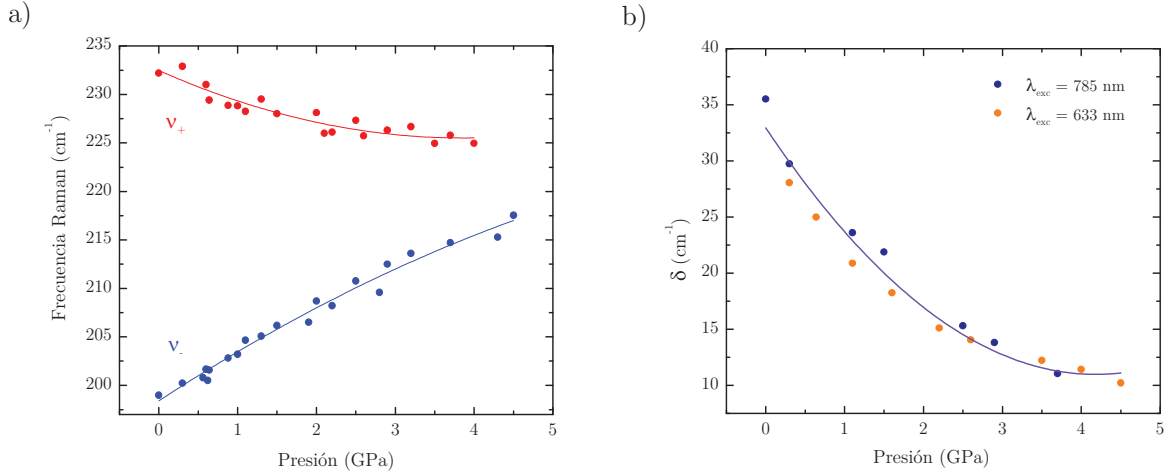 a)
235
230
225
220
215
210
205
200
0 1 2 3 4 5
Frecuencia Raman (cm⁻¹)
Presión (GPa)
ν₊
ν₋
b)
40
35
30
25
20
15
10
0 1 2 3 4 5
δ (cm⁻¹)
Presión (GPa)
λexc = 785 nm
λexc = 633 nm